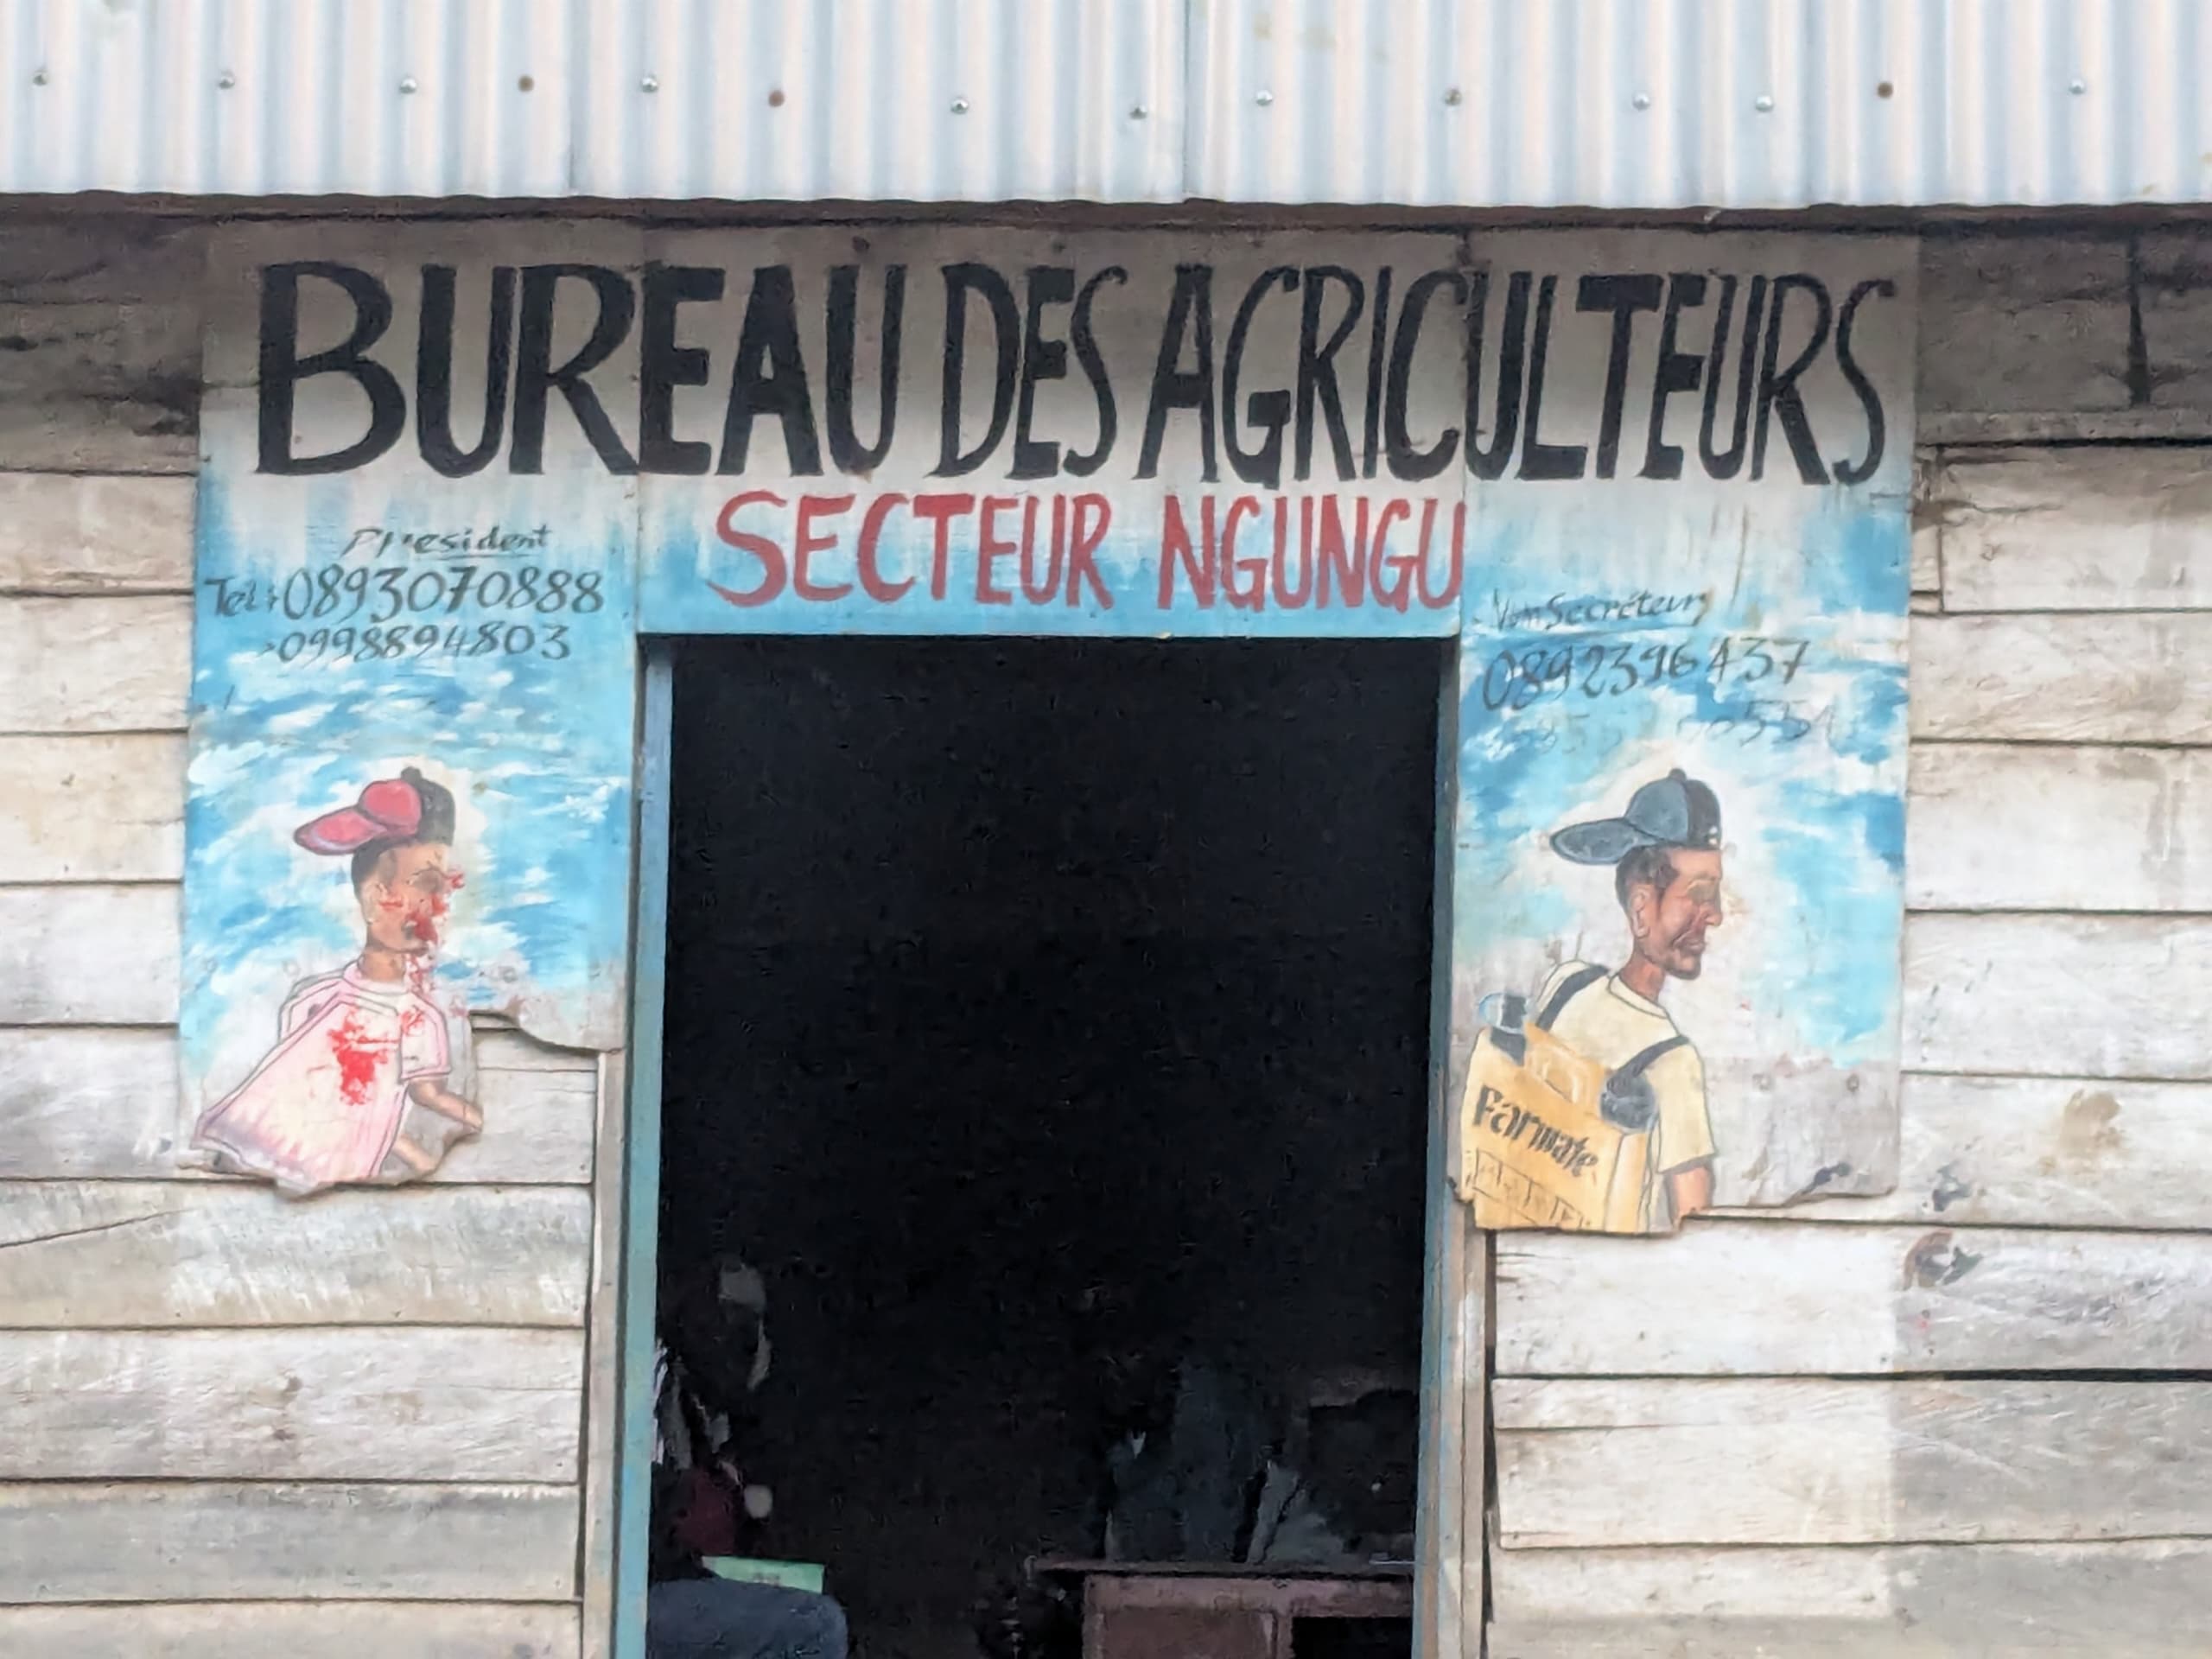 BUREAU DES AGRICULTEURS
SECTEUR NGUNGU
President
Tel: 0893070888
0998894803
Secréteur
0892396437
Farmate